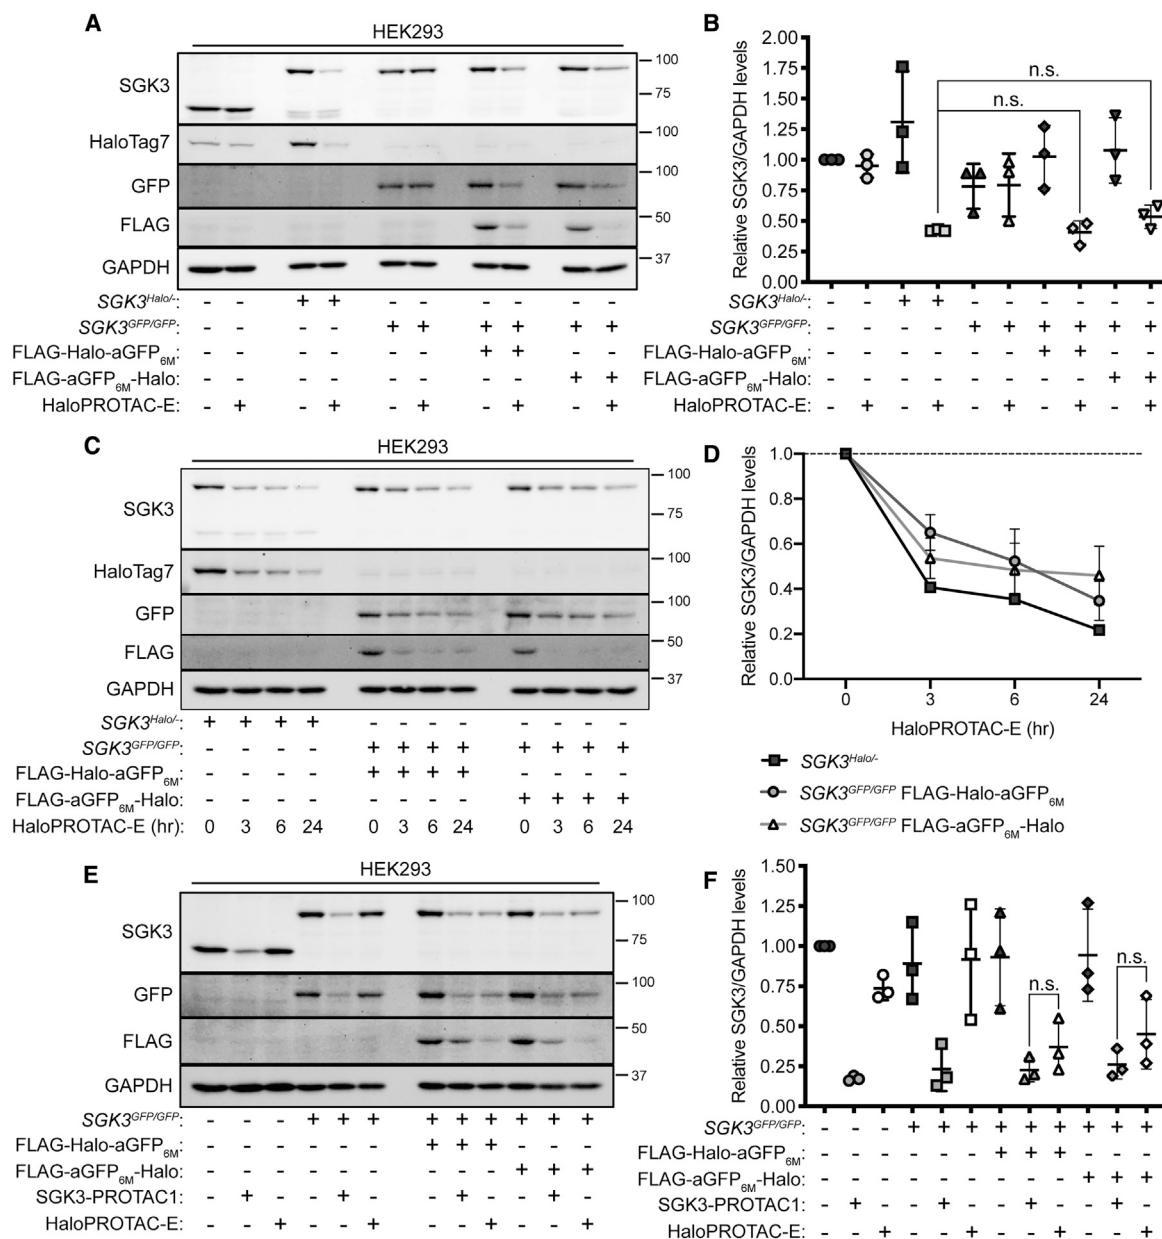 A
HEK293
SGK3
100
75
HaloTag7
100
GFP
100
FLAG
50
GAPDH
37
SGK3Halo/-: - - + + - - - - - -
SGK3GFP/GFP: - - - - + + + + + +
FLAG-Halo-aGFP6M: - - - - - - + + - -
FLAG-aGFP6M-Halo: - - - - - - - - + +
HaloPROTAC-E: - + - + - + - + - +
B
Relative SGK3/GAPDH levels
2.00
1.75
1.50
1.25
1.00
0.75
0.50
0.25
0.00
n.s.
n.s.
SGK3Halo/-: - - + + - - - - - -
SGK3GFP/GFP: - - - - + + + + + +
FLAG-Halo-aGFP6M: - - - - - - + + - -
FLAG-aGFP6M-Halo: - - - - - - - - + +
HaloPROTAC-E: - + - + - + - + - +
C
HEK293
SGK3
100
75
HaloTag7
100
GFP
100
FLAG
50
GAPDH
37
SGK3Halo/-: + + + + - - - - - - - -
SGK3GFP/GFP: - - - - + + + + + + + +
FLAG-Halo-aGFP6M: - - - - + + + + - - - -
FLAG-aGFP6M-Halo: - - - - - - - - + + + +
HaloPROTAC-E (hr): 0 3 6 24 0 3 6 24 0 3 6 24
D
Relative SGK3/GAPDH levels
1.0
0.8
0.6
0.4
0.2
0.0
0 3 6 24
HaloPROTAC-E (hr)
SGK3Halo/-
SGK3GFP/GFP FLAG-Halo-aGFP6M
SGK3GFP/GFP FLAG-aGFP6M-Halo
E
HEK293
SGK3
100
75
GFP
100
FLAG
50
GAPDH
37
SGK3GFP/GFP: - - - + + + + + + + + +
FLAG-Halo-aGFP6M: - - - - - - + + + - - -
FLAG-aGFP6M-Halo: - - - - - - - - - + + +
SGK3-PROTAC1: - + - - + - - + - - + -
HaloPROTAC-E: - - + - - + - - + - - +
F
Relative SGK3/GAPDH levels
1.50
1.25
1.00
0.75
0.50
0.25
0.00
n.s.
n.s.
SGK3GFP/GFP: - - - + + + + + + + + +
FLAG-Halo-aGFP6M: - - - - - - + + + - - -
FLAG-aGFP6M-Halo: - - - - - - - - - + + +
SGK3-PROTAC1: - + - - + - - + - - + -
HaloPROTAC-E: - - + - - + - - + - - +